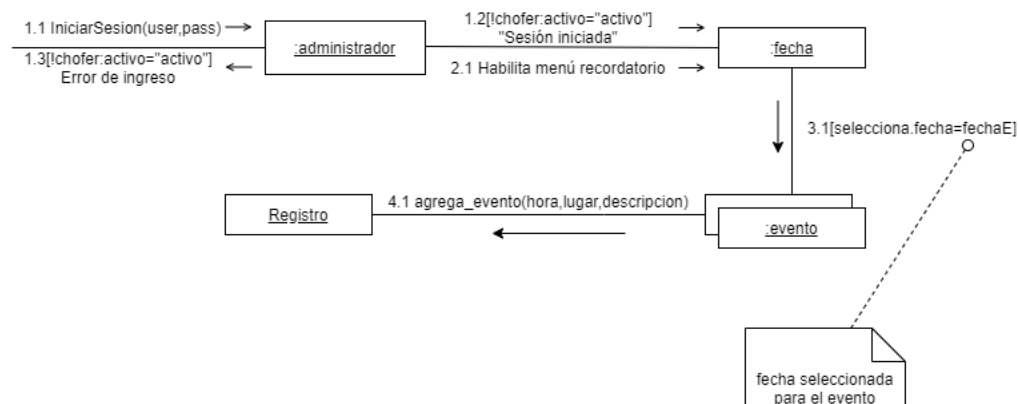 1.1 IniciarSesion(user,pass)
:administrador
1.2[!chofer:activo="activo"]
"Sesión iniciada"
:fecha
1.3[!chofer:activo="activo"]
Error de ingreso
2.1 Habilita menú recordatorio
3.1[selecciona.fecha=fechaE]
Registro
4.1 agrega_evento(hora,lugar,descripcion)
:evento
fecha seleccionada
para el evento